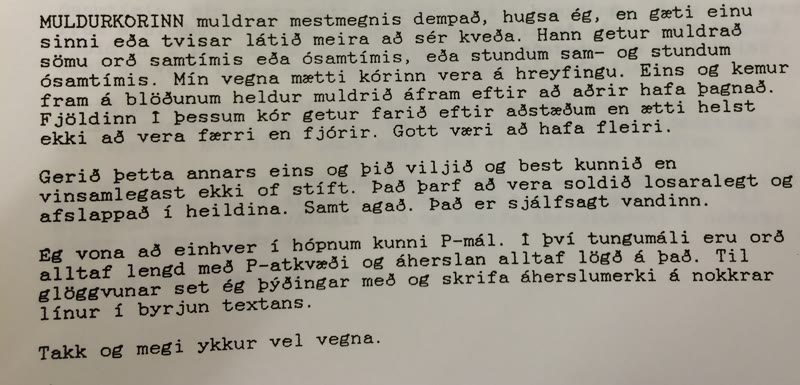 MULDURKÓRINN muldrar mestmegnis dempað, hugsa ég, en gæti einu
sinni eða tvisar látið meira að sér kveða. Hann getur muldrað
sömu orð samtímis eða ósamtímis, eða stundum sam- og stundum
ósamtímis. Mín vegna mætti kórinn vera á hreyfingu. Eins og kemur
fram á blöðunum heldur muldrið áfram eftir að aðrir hafa þagnað.
Fjöldinn í þessum kór getur farið eftir aðstæðum en ætti helst
ekki að vera færri en fjórir. Gott væri að hafa fleiri.
Gerið þetta annars eins og þið viljið og best kunnið en
vinsamlegast ekki of stíft. Það þarf að vera soldið losaralegt og
afslappað í heildina. Samt agað. Það er sjálfsagt vandinn.
Ég vona að einhver í hópnum kunni P-mál. Í því tungumáli eru orð
alltaf lengd með P-atkvæði og áherslan alltaf lögð á það. Til
glöggvunar set ég þýðingar með og skrifa áherslumerki á nokkrar
línur í byrjun textans.
Takk og megi ykkur vel vegna.